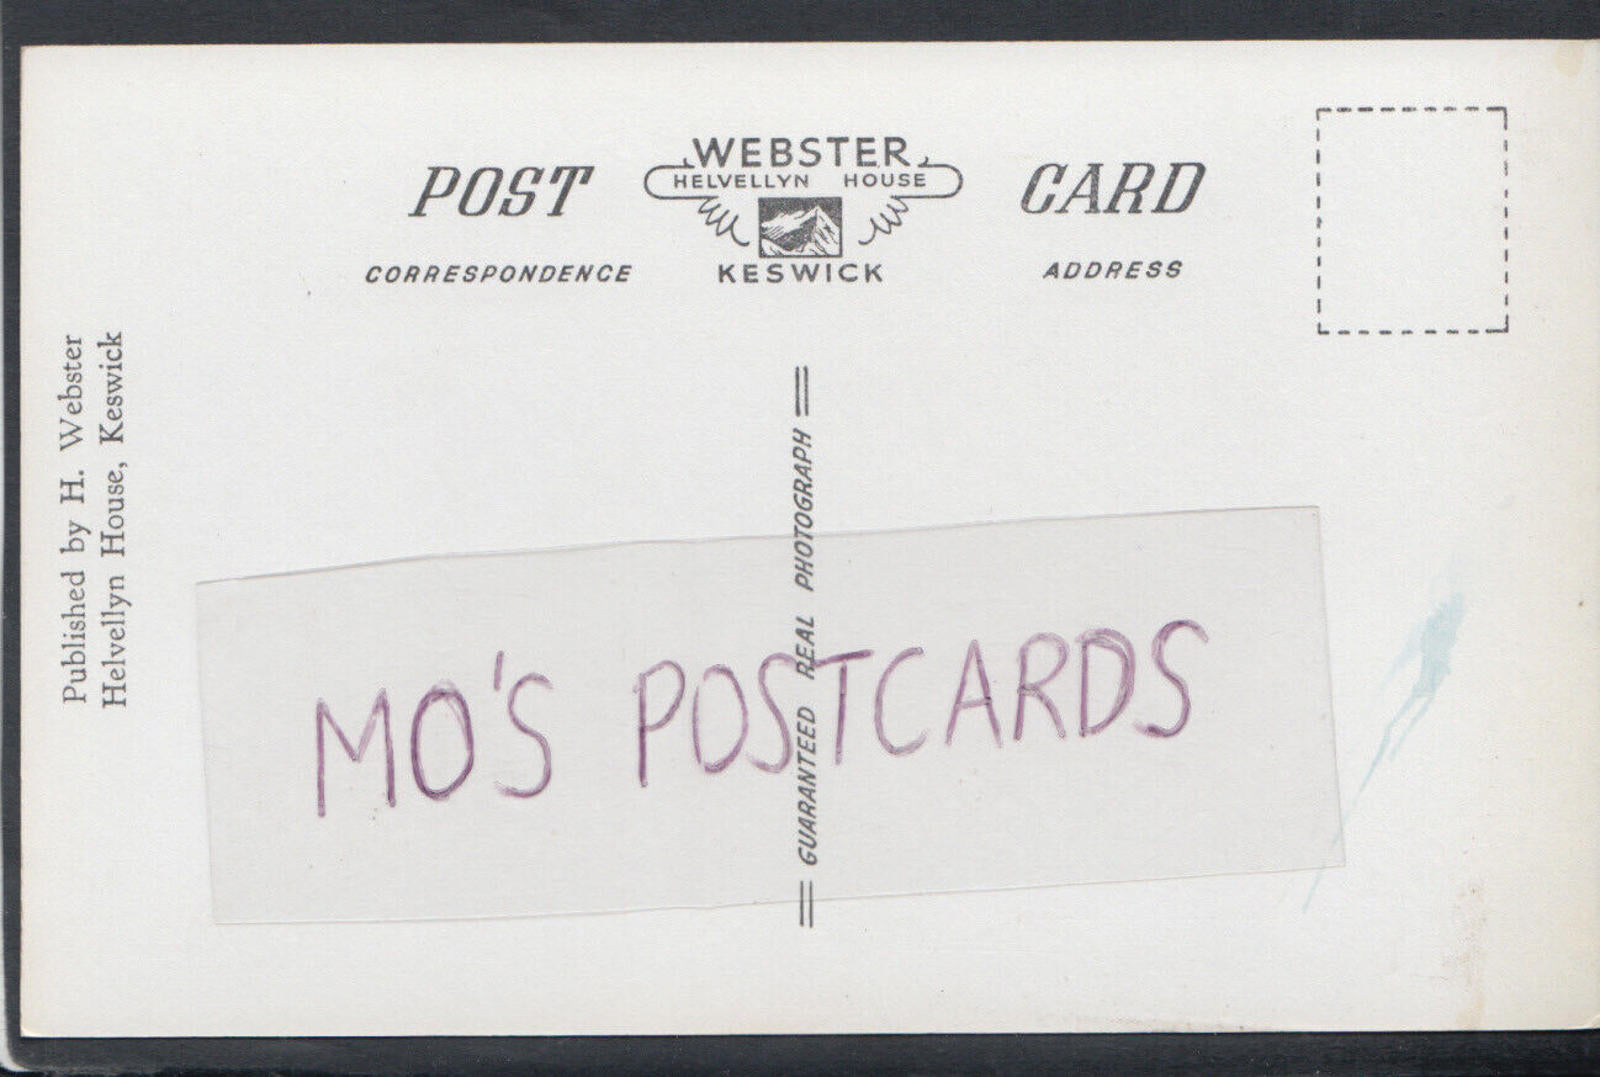 POST
WEBSTER
HELVELLYN HOUSE
KESWICK
CARD
CORRESPONDENCE
ADDRESS
Published by H. Webster
Helvellyn House, Keswick
GUARANTEED REAL PHOTOGRAPH
MO'S POSTCARDS